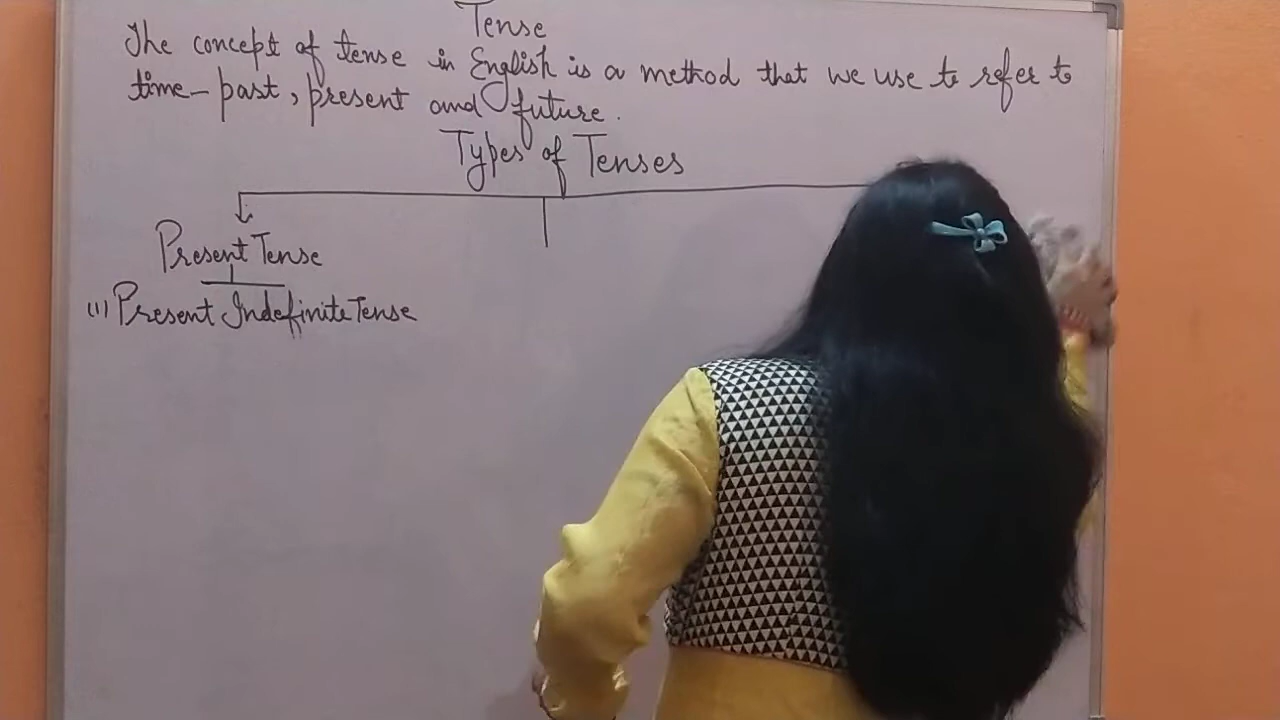 Tense
The concept of tense in English is a method that we use to refer to
time - past, present and future.
Types of Tenses
Present Tense
(1) Present Indefinite Tense